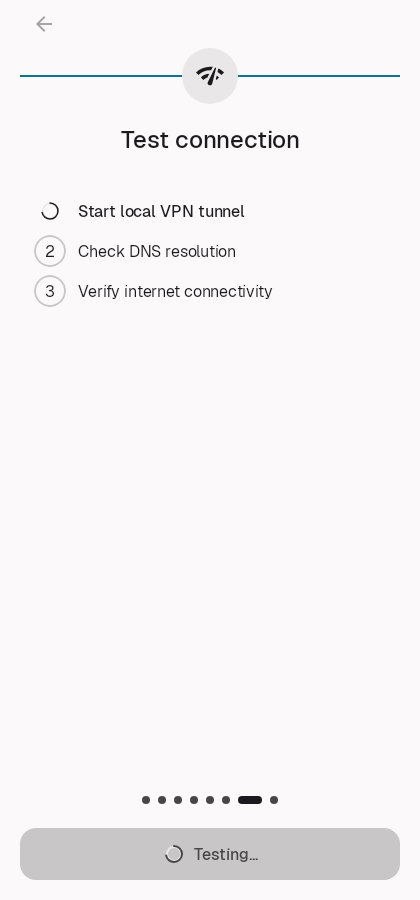 Test connection
Start local VPN tunnel
2 Check DNS resolution
3 Verify internet connectivity
Testing...